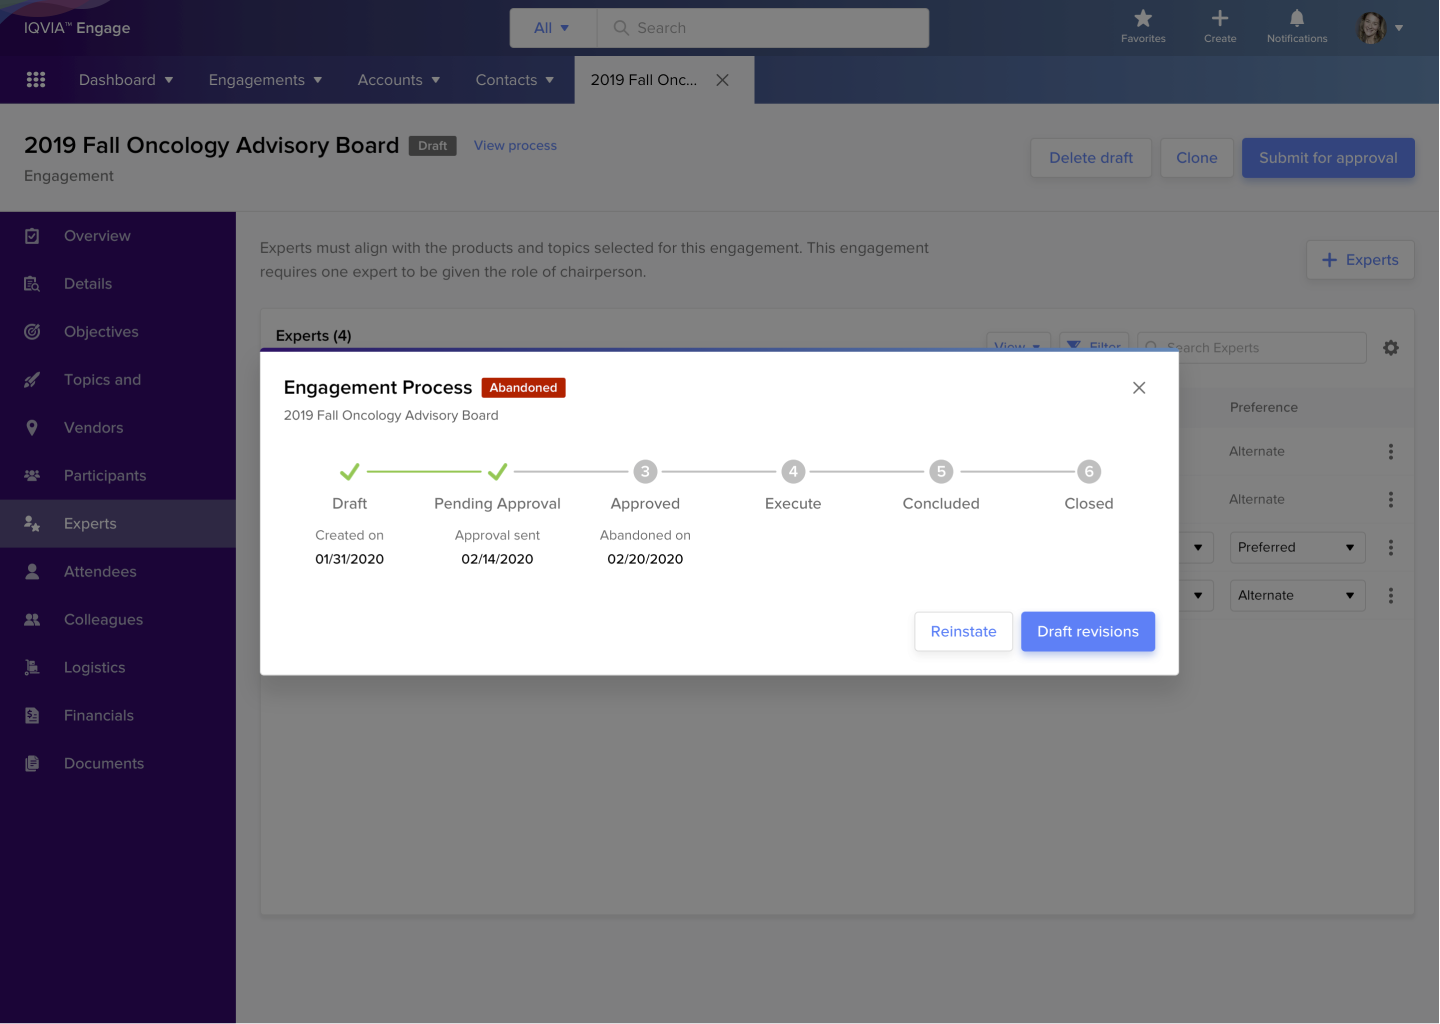 IQVIA™ Engage
All
Search
Favorites
Create
Notifications
Dashboard
Engagements
Accounts
Contacts
2019 Fall Onc...
2019 Fall Oncology Advisory Board
Draft
View process
Engagement
Delete draft
Clone
Submit for approval
Overview
Details
Objectives
Topics and
Vendors
Participants
Experts
Attendees
Colleagues
Logistics
Financials
Documents
Experts must align with the products and topics selected for this engagement. This engagement
requires one expert to be given the role of chairperson.
Experts
Experts (4)
View
Filter
Search Experts
Preference
Alternate
Alternate
Preferred
Alternate
Engagement Process
Abandoned
2019 Fall Oncology Advisory Board
3
4
5
6
Draft
Pending Approval
Approved
Execute
Concluded
Closed
Created on
Approval sent
Abandoned on
01/31/2020
02/14/2020
02/20/2020
Reinstate
Draft revisions